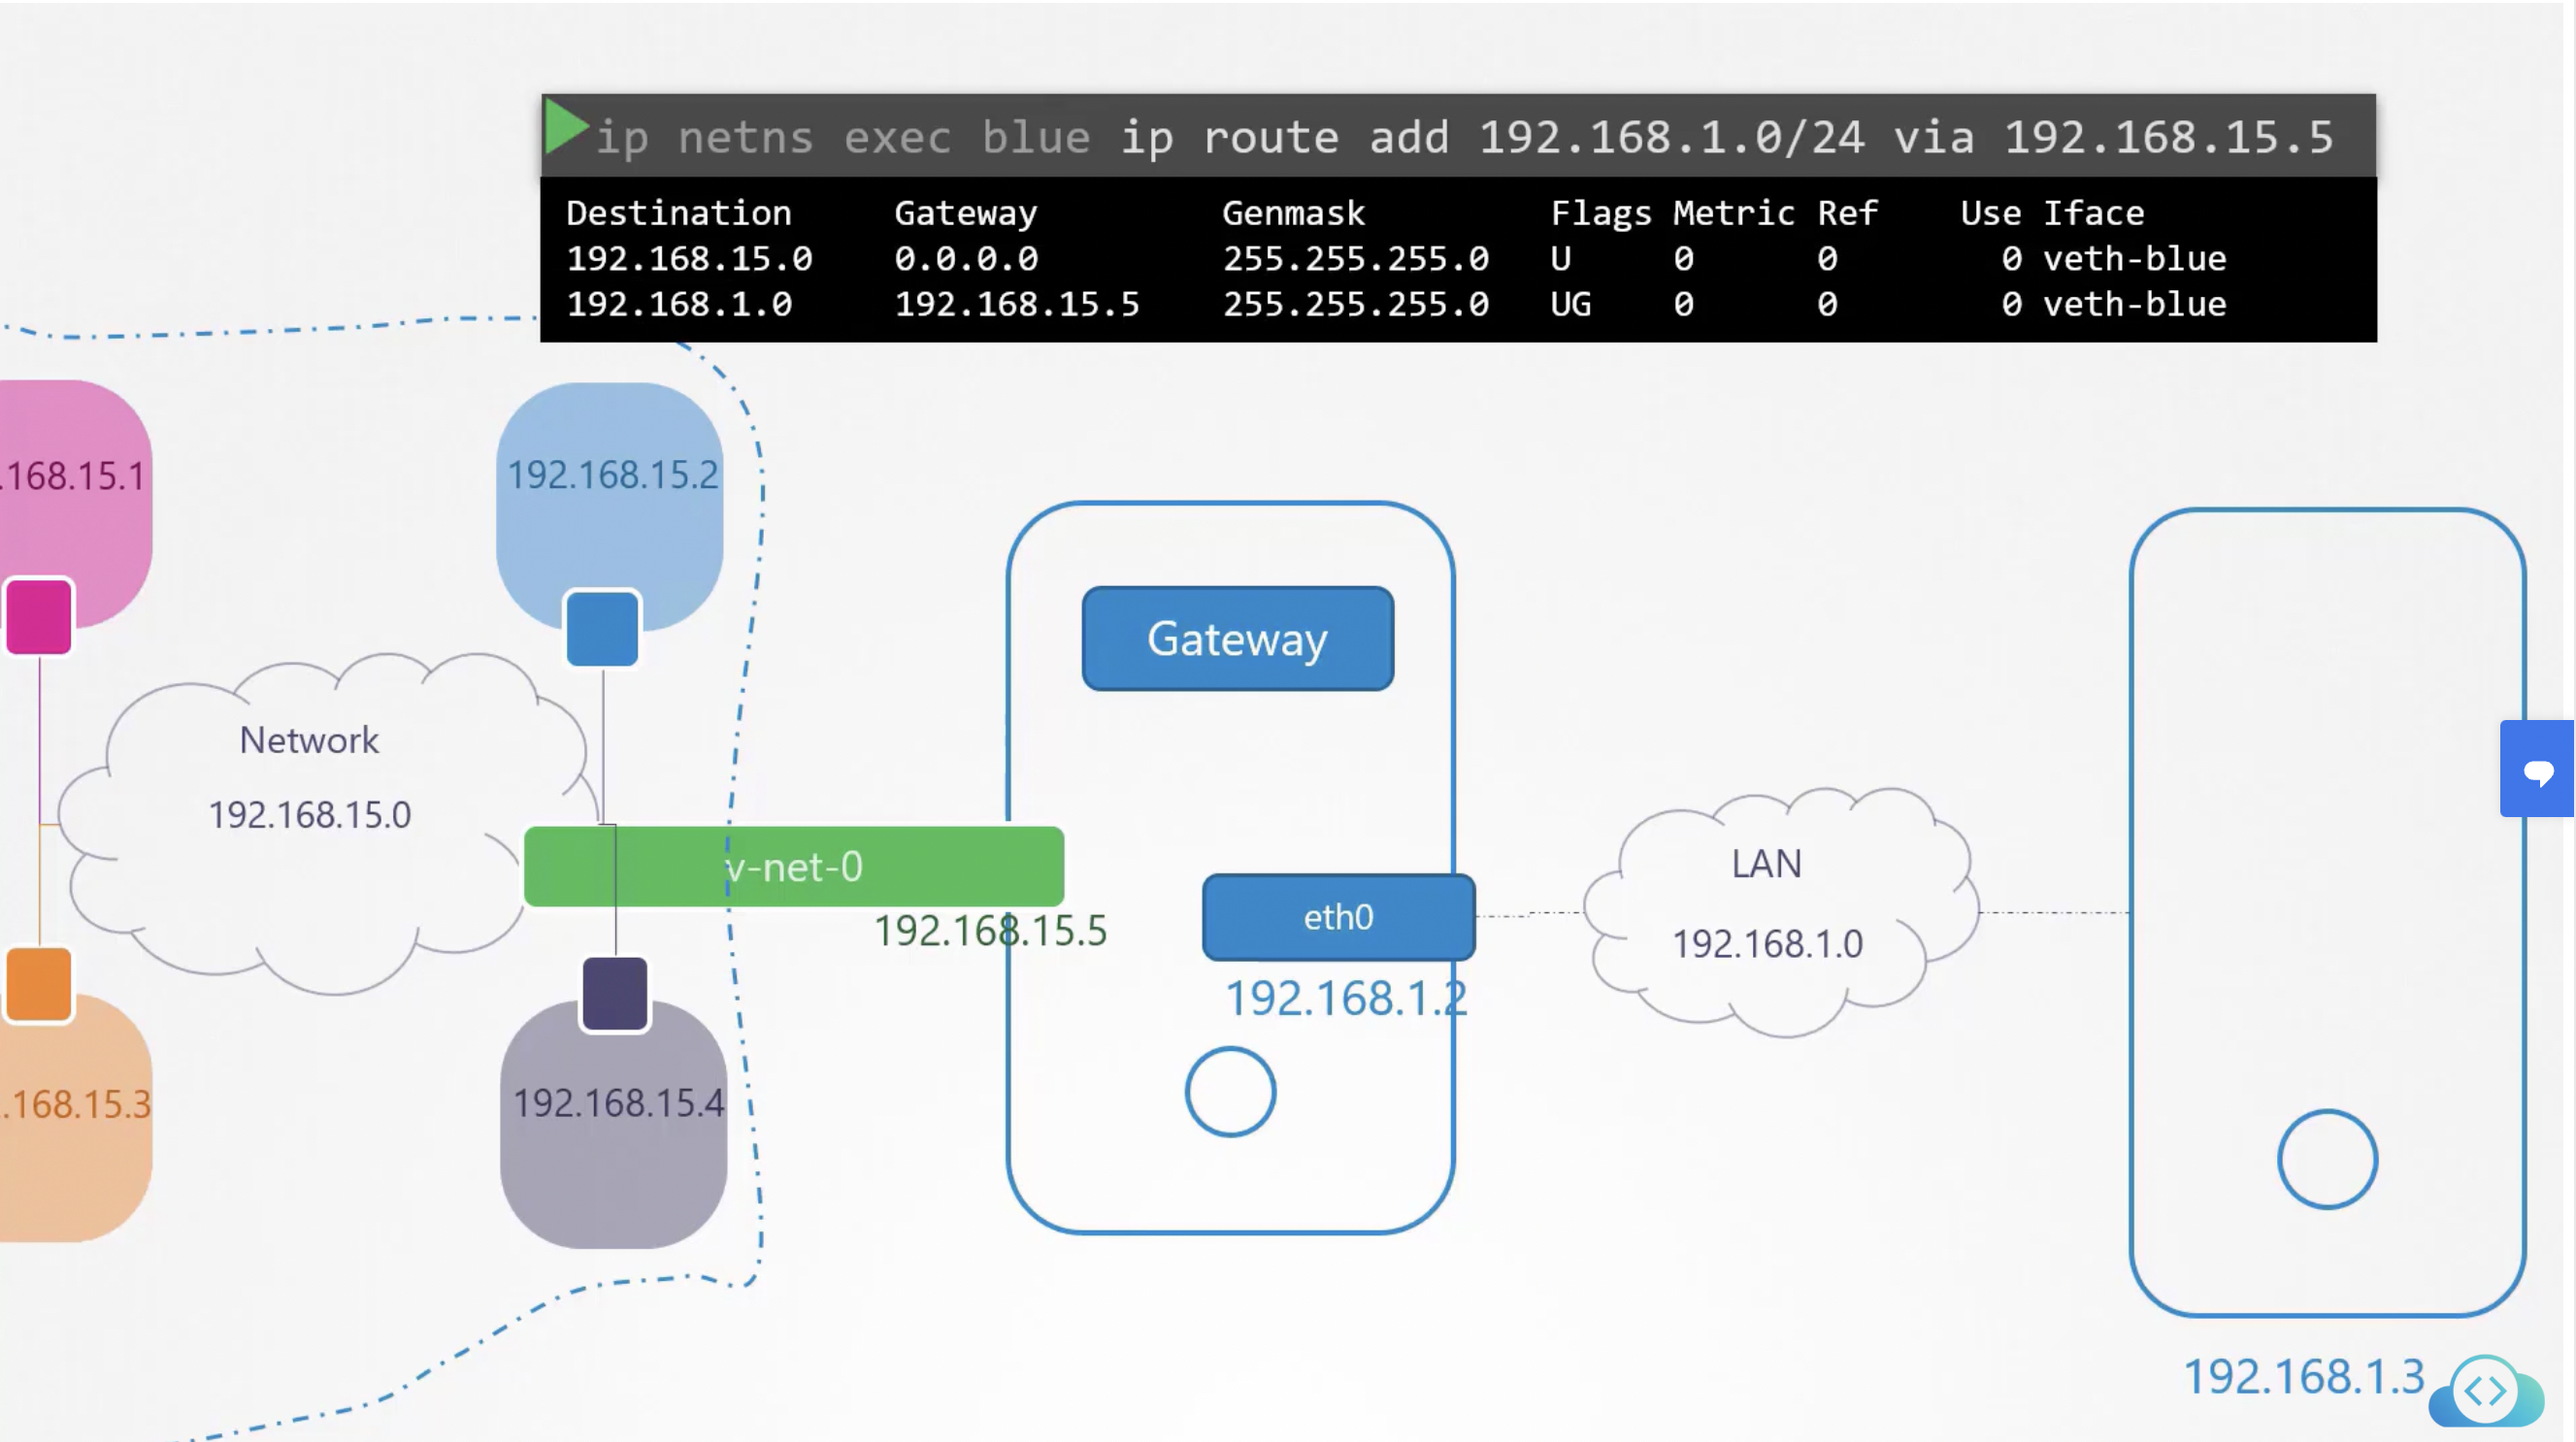 ip netns exec blue ip route add 192.168.1.0/24 via 192.168.15.5
Destination Gateway Genmask Flags Metric Ref Use Iface
192.168.15.0 0.0.0.0 255.255.255.0 U 0 0 0 veth-blue
192.168.1.0 192.168.15.5 255.255.255.0 UG 0 0 0 veth-blue
.168.15.1
192.168.15.2
Gateway
Network
192.168.15.0
v-net-0
192.168.15.5
eth0
192.168.1.2
LAN
192.168.1.0
.168.15.3
192.168.15.4
192.168.1.3